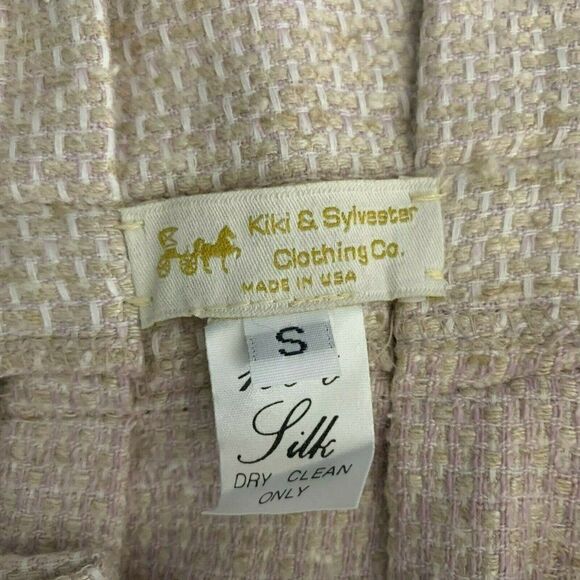 Kiki & Sylvester
Clothing Co.
MADE IN USA
S
Silk
DRY CLEAN
ONLY